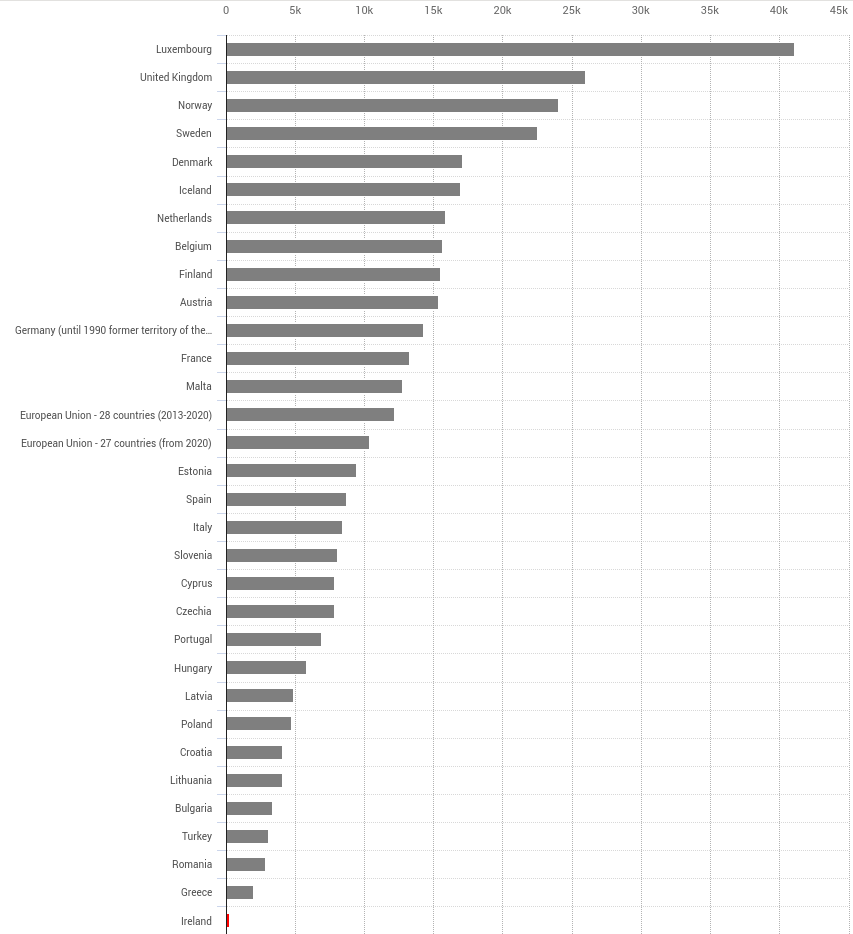 0 5k 10k 15k 20k 25k 30k 35k 40k 45k
Luxembourg
United Kingdom
Norway
Sweden
Denmark
Iceland
Netherlands
Belgium
Finland
Austria
Germany (until 1990 former territory of the...
France
Malta
European Union - 28 countries (2013-2020)
European Union - 27 countries (from 2020)
Estonia
Spain
Italy
Slovenia
Cyprus
Czechia
Portugal
Hungary
Latvia
Poland
Croatia
Lithuania
Bulgaria
Turkey
Romania
Greece
Ireland